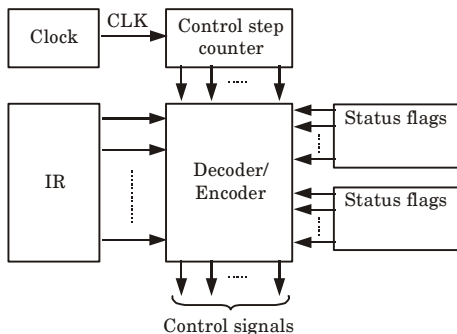 Clock
CLK
Control step
counter
.....
IR
Decoder/
Encoder
Status flags
Status flags
.....
Control signals